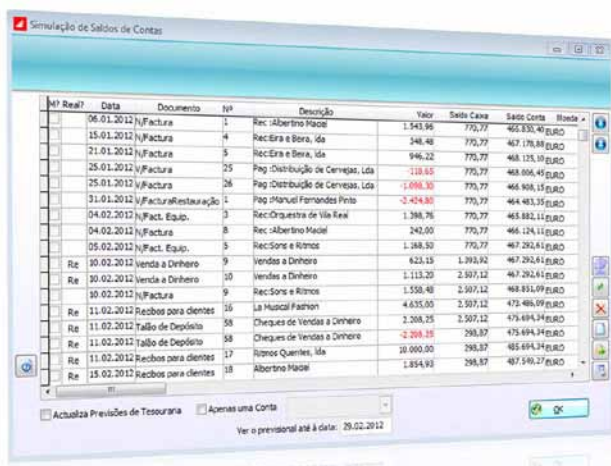 Simulação de Saldos de Contas
M? Real? Data Documento Nº Descrição Valor Saldo Caixa Saldo Conta Moeda
06.01.2012 N/Factura 1 Rec :Albertino Maciel 1.543,96 770,77 466.830,40 EURO
15.01.2012 N/Factura 4 Rec:Eira e Beira, lda 348,48 770,77 467.178,88 EURO
21.01.2012 N/Factura 5 Rec:Eira e Beira, lda 946,22 770,77 468.125,10 EURO
25.01.2012 V/Factura 25 Pag :Distribuição de Cervejas, Lda -118,65 770,77 468.006,45 EURO
25.01.2012 V/Factura 26 Pag :Distribuição de Cervejas, Lda -1.098,30 770,77 466.908,15 EURO
31.01.2012 V/FacturaRestauração 1 Pag :Manuel Fernandes Pinto -2.424,80 770,77 464.483,35 EURO
04.02.2012 N/Fact. Equip. 3 Rec:Orquestra de Vila Real 1.398,76 770,77 465.882,11 EURO
04.02.2012 N/Factura 8 Rec :Albertino Maciel 242,00 770,77 466.124,11 EURO
05.02.2012 N/Fact. Equip. 5 Rec:Sons e Ritmos 1.168,50 770,77 467.292,61 EURO
Re 10.02.2012 Venda a Dinheiro 9 Vendas a Dinheiro 623,15 1.393,92 467.292,61 EURO
Re 10.02.2012 Venda a Dinheiro 10 Vendas a Dinheiro 1.113,20 2.507,12 467.292,61 EURO
10.02.2012 N/Factura 9 Rec:Sons e Ritmos 1.558,48 2.507,12 468.851,09 EURO
Re 11.02.2012 Recibos para clientes 16 La Musical Fashion 4.635,00 2.507,12 473.486,09 EURO
Re 11.02.2012 Talão de Depósito 58 Cheques de Vendas a Dinheiro 2.208,25 2.507,12 475.694,34 EURO
Re 11.02.2012 Talão de Depósito 58 Cheques de Vendas a Dinheiro -2.208,25 298,87 475.694,34 EURO
Re 11.02.2012 Recibos para clientes 17 Ritmos Quentes, lda 10.000,00 298,87 485.694,34 EURO
Re 15.02.2012 Recibos para clientes 18 Albertino Maciel 1.854,93 298,87 487.549,27 EURO
Actualiza Previsões de Tesouraria Apenas uma Conta
OK
Ver o previsional até à data: 29.02.2012